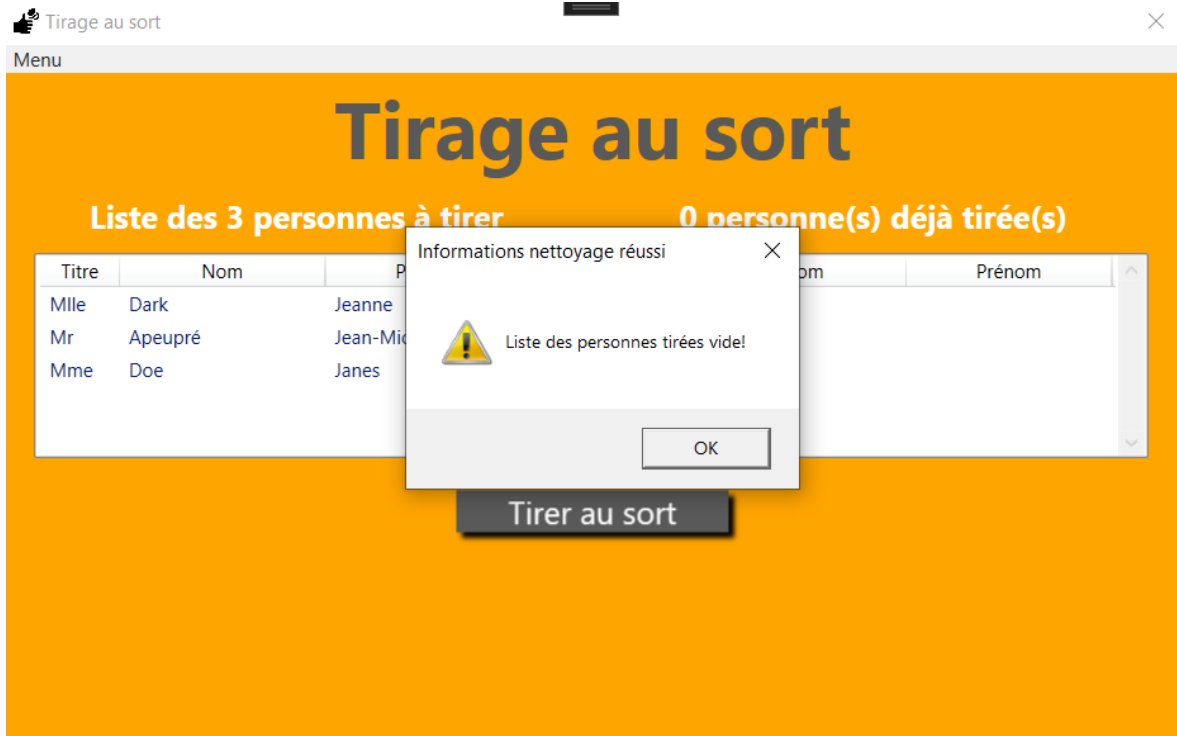 Tirage au sort
Menu
Tirage au sort
Liste des 3 personnes à tirer
0 personne(s) déjà tirée(s)
Titre Nom Prénom
Mlle Dark Jeanne
Mr Apeupré
Mme Doe Janes
Informations nettoyage réussi
Liste des personnes tirées vide!
OK
Tirer au sort